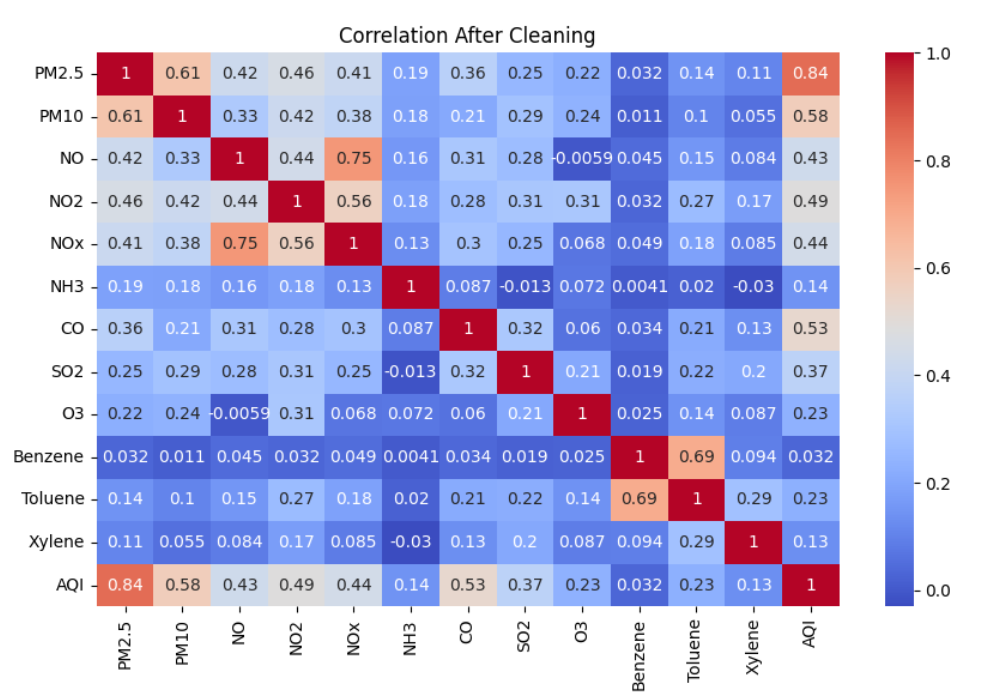 Correlation After Cleaning
PM2.5 1 0.61 0.42 0.46 0.41 0.19 0.36 0.25 0.22 0.032 0.14 0.11 0.84
PM10 0.61 1 0.33 0.42 0.38 0.18 0.21 0.29 0.24 0.011 0.1 0.055 0.58
NO 0.42 0.33 1 0.44 0.75 0.16 0.31 0.28 -0.0059 0.045 0.15 0.084 0.43
NO2 0.46 0.42 0.44 1 0.56 0.18 0.28 0.31 0.31 0.032 0.27 0.17 0.49
NOx 0.41 0.38 0.75 0.56 1 0.13 0.3 0.25 0.068 0.049 0.18 0.085 0.44
NH3 0.19 0.18 0.16 0.18 0.13 1 0.087 -0.013 0.072 0.0041 0.02 -0.03 0.14
CO 0.36 0.21 0.31 0.28 0.3 0.087 1 0.32 0.06 0.034 0.21 0.13 0.53
SO2 0.25 0.29 0.28 0.31 0.25 -0.013 0.32 1 0.21 0.019 0.22 0.2 0.37
O3 0.22 0.24 -0.0059 0.31 0.068 0.072 0.06 0.21 1 0.025 0.14 0.087 0.23
Benzene 0.032 0.011 0.045 0.032 0.049 0.0041 0.034 0.019 0.025 1 0.69 0.094 0.032
Toluene 0.14 0.1 0.15 0.27 0.18 0.02 0.21 0.22 0.14 0.69 1 0.29 0.23
Xylene 0.11 0.055 0.084 0.17 0.085 -0.03 0.13 0.2 0.087 0.094 0.29 1 0.13
AQI 0.84 0.58 0.43 0.49 0.44 0.14 0.53 0.37 0.23 0.032 0.23 0.13 1
PM2.5 PM10 NO NO2 NOx NH3 CO SO2 O3 Benzene Toluene Xylene AQI
1.0
0.8
0.6
0.4
0.2
0.0